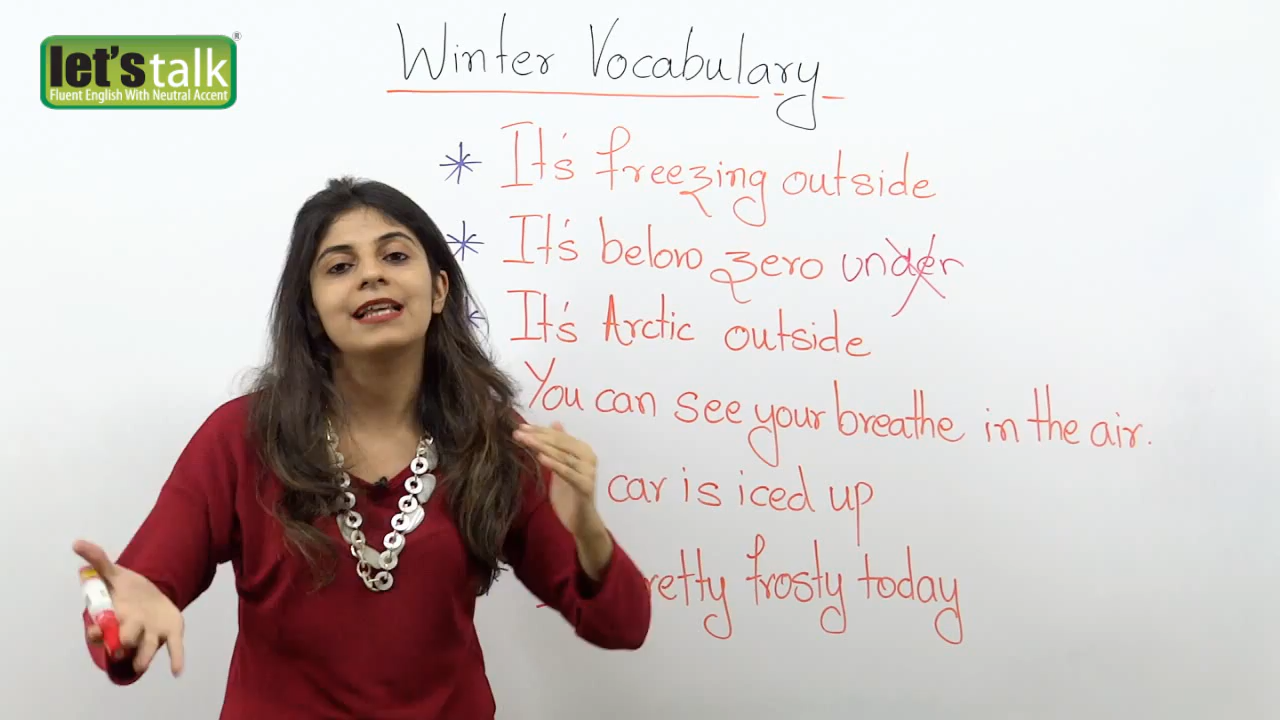 let's talk®
Fluent English With Neutral Accent
Winter Vocabulary
* It's freezing outside
* It's below zero under
* It's Arctic outside
You can see your breathe in the air.
car is iced up
frosty today